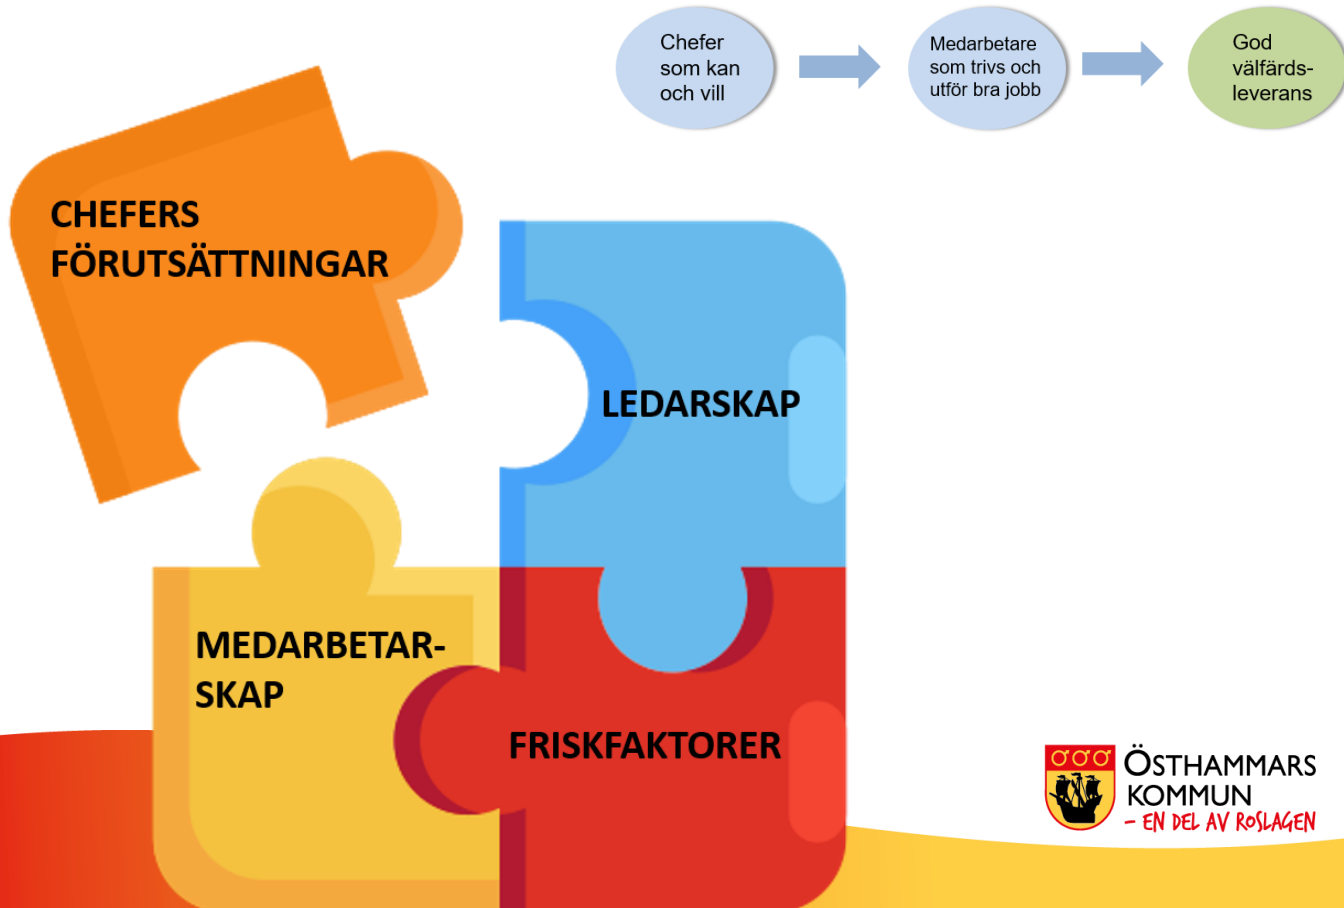 Chefer
som kan
och vill
Medarbetare
som trivs och
utför bra jobb
God
välfärds-
leverans
CHEFERS
FÖRUTSÄTTNINGAR
LEDARSKAP
MEDARBETAR-
SKAP
FRISKFAKTORER
ÖSTHAMMARS
KOMMUN
– EN DEL AV ROSLAGEN